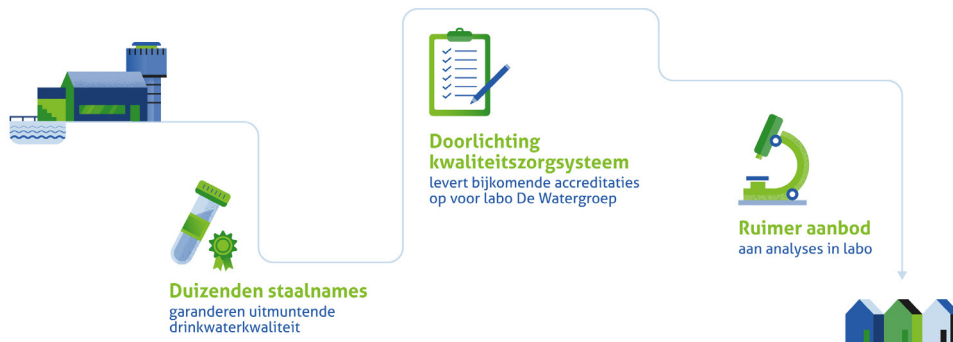 Doorlichting
kwaliteitszorgsysteem
levert bijkomende accreditaties
op voor labo De Watergroep
Ruimer aanbod
aan analyses in labo
Duizenden staalnames
garanderen uitmuntende
drinkwaterkwaliteit